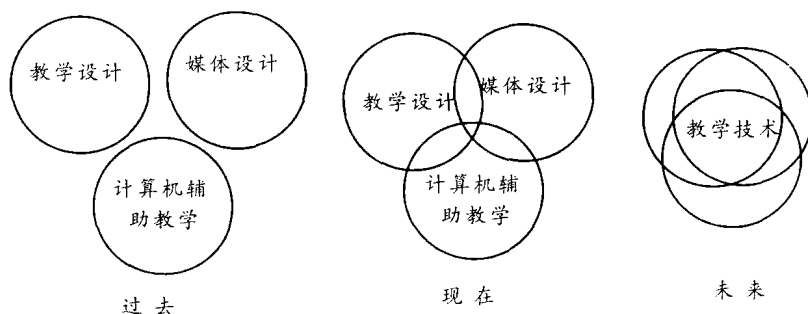 教学设计
媒体设计
计算机辅
助教学
过去
教学设计
媒体设计
计算机辅
助教学
现在
教学技术
未来